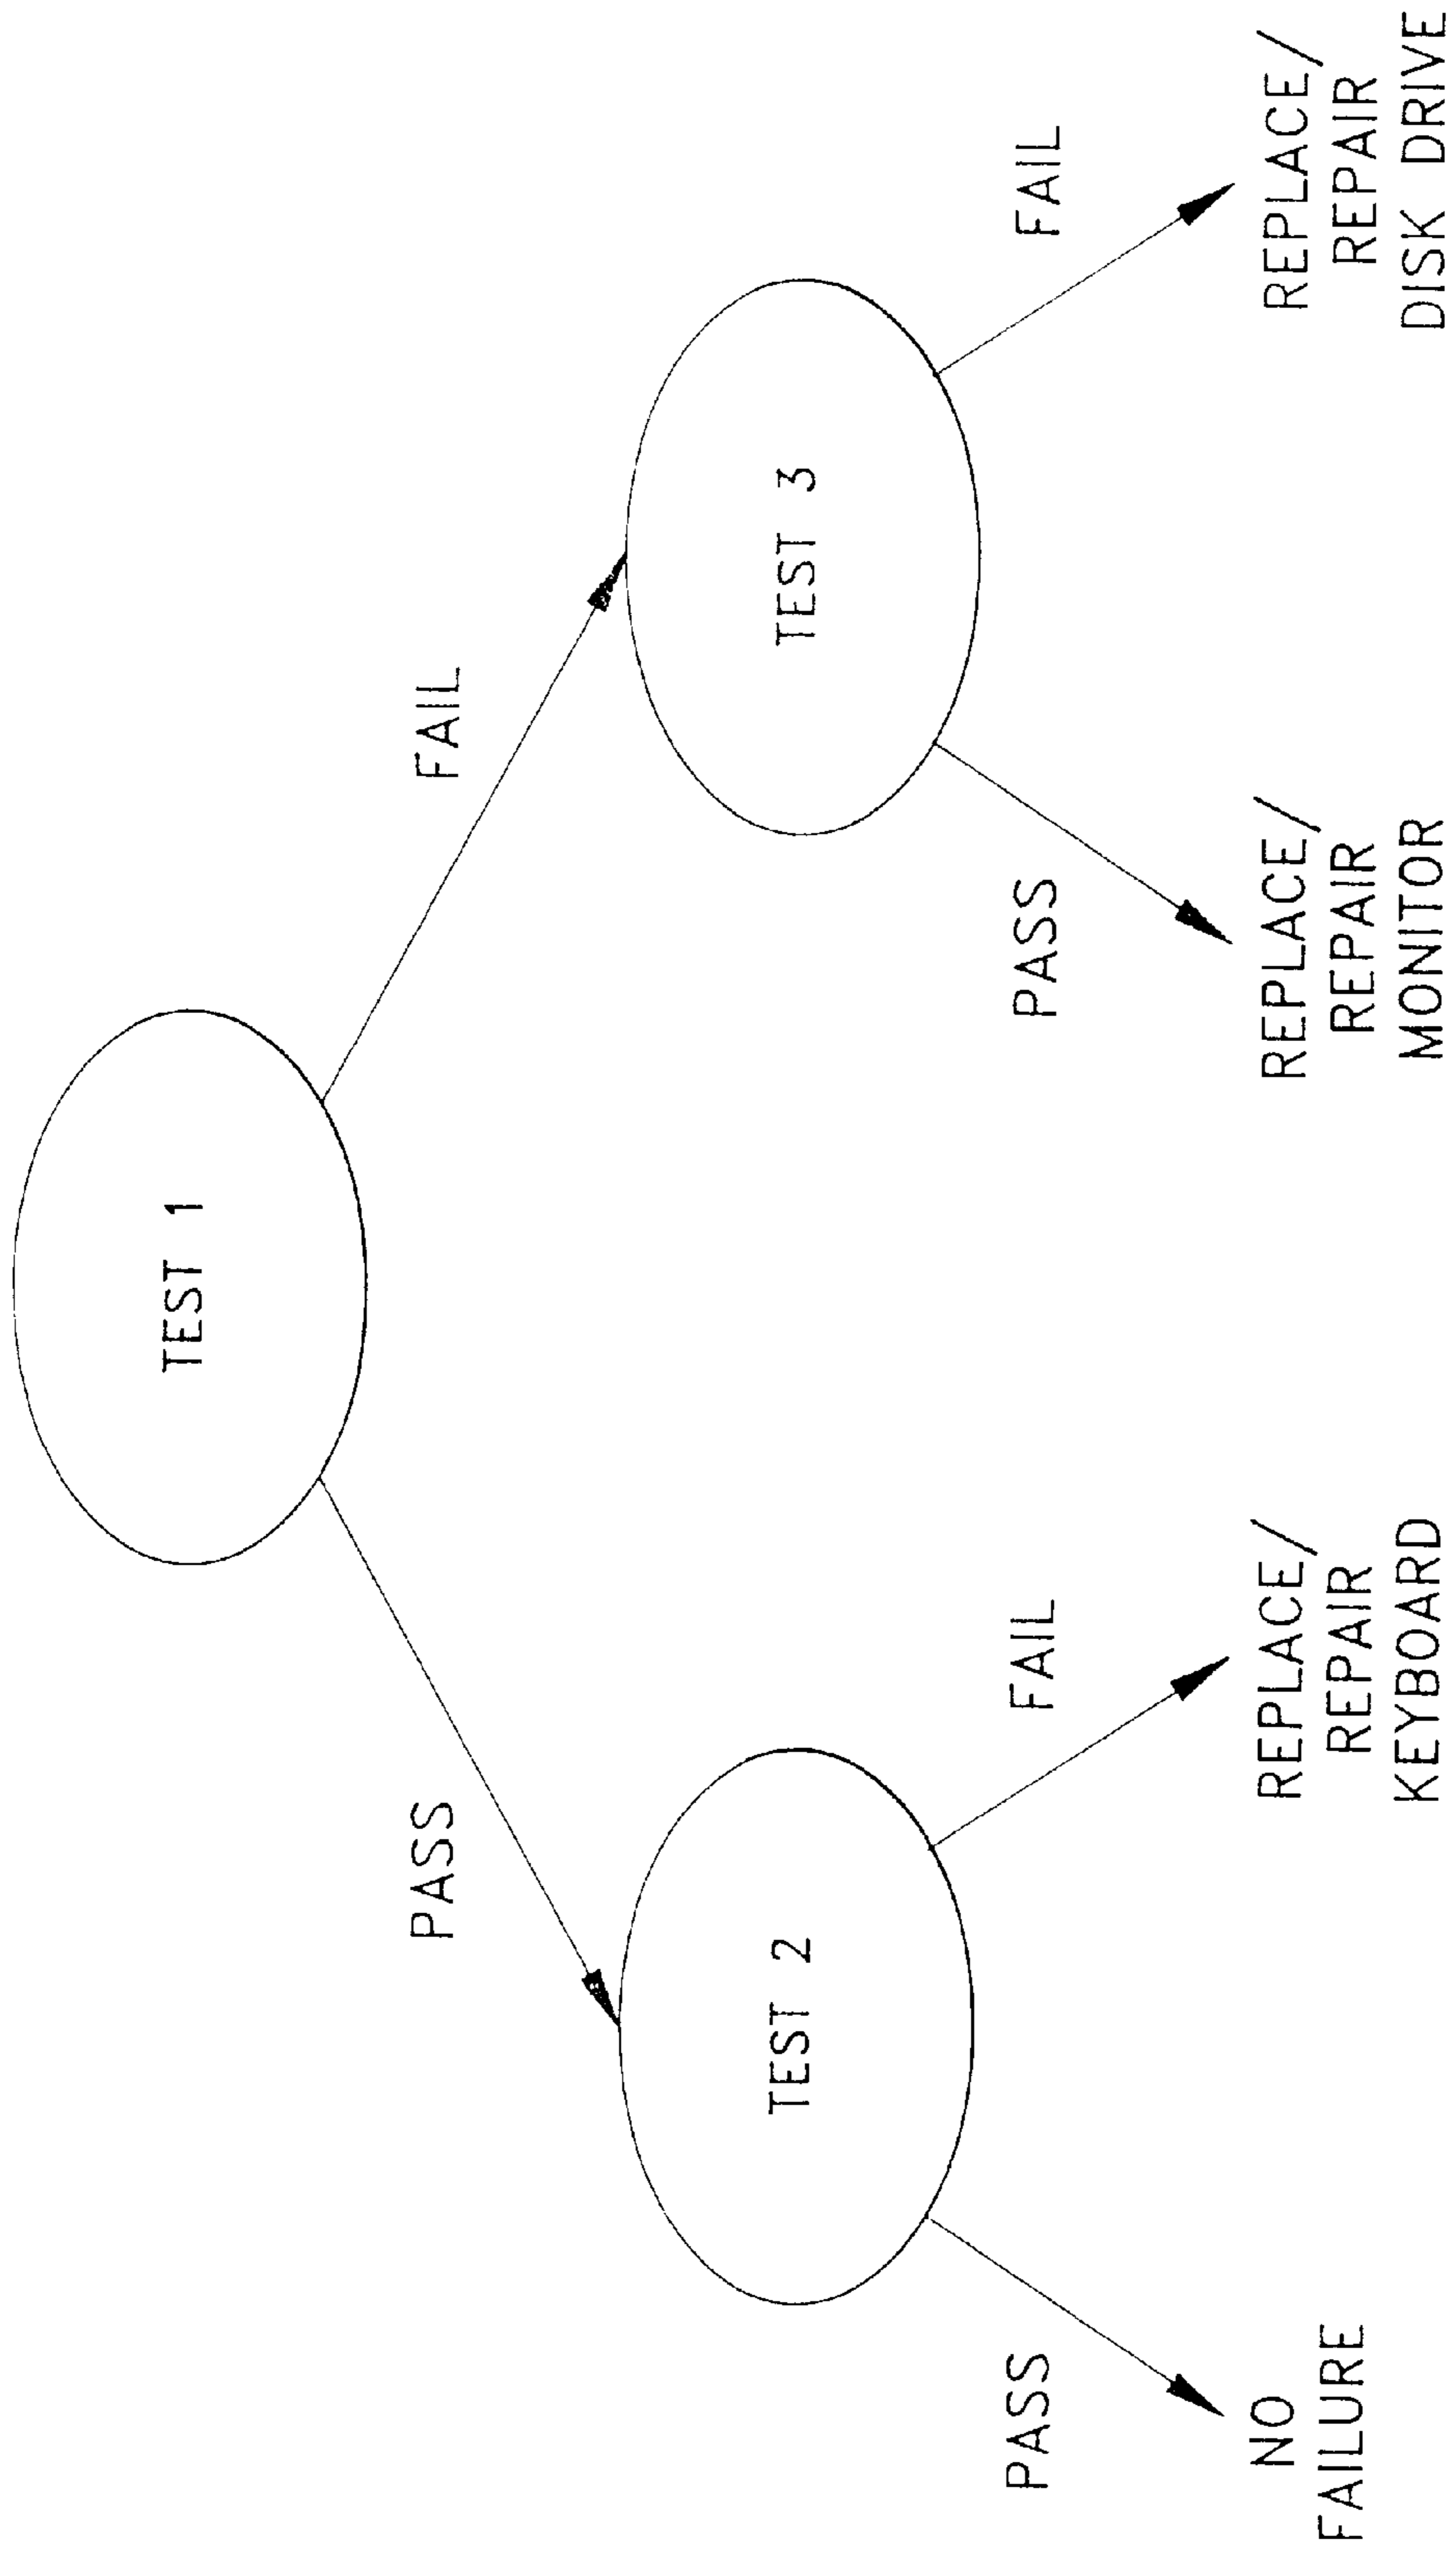 TEST 1
PASS
FAIL
TEST 2
TEST 3
PASS
FAIL
PASS
FAIL
NO
FAILURE
REPLACE/
REPAIR
KEYBOARD
REPLACE/
REPAIR
MONITOR
REPLACE/
REPAIR
DISK DRIVE